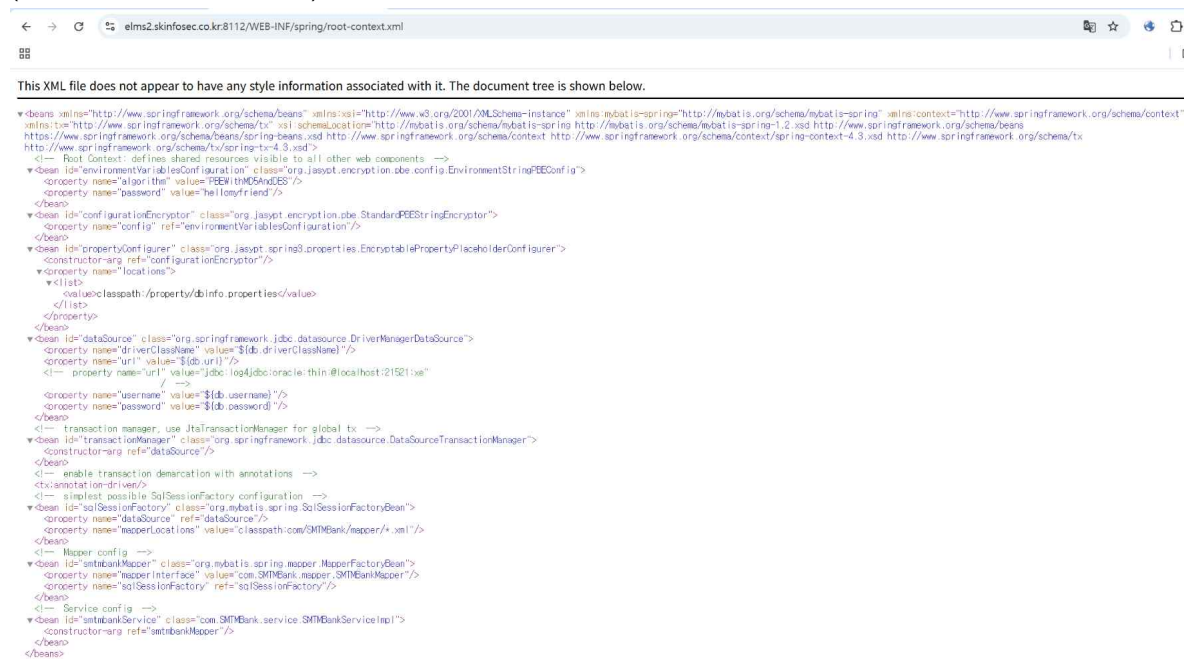 elms2.skinfosec.co.kr:8112/WEB-INF/spring/root-context.xml
This XML file does not appear to have any style information associated with it. The document tree is shown below.
▼<beans xmlns="http://www.springframework.org/schema/beans" xmlns:xsi="http://www.w3.org/2001/XMLSchema-instance" xmlns:mybatis-spring="http://mybatis.org/schema/mybatis-spring" xmlns:context="http://www.springframework.org/schema/context"
xmlns:tx="http://www.springframework.org/schema/tx" xsi:schemaLocation="http://mybatis.org/schema/mybatis-spring http://mybatis.org/schema/mybatis-spring-1.2.xsd http://www.springframework.org/schema/beans
https://www.springframework.org/schema/beans/spring-beans.xsd http://www.springframework.org/schema/context http://www.springframework.org/schema/context/spring-context-4.3.xsd http://www.springframework.org/schema/tx
http://www.springframework.org/schema/tx/spring-tx-4.3.xsd">
<!-- Root Context: defines shared resources visible to all other web components -->
▼<bean id="environmentVariablesConfiguration" class="org.jasypt.encryption.pbe.config.EnvironmentStringPBEConfig">
<property name="algorithm" value="PBEWithMD5AndDES"/>
<property name="password" value="hellomyfriend"/>
</bean>
▼<bean id="configurationEncryptor" class="org.jasypt.encryption.pbe.StandardPBEStringEncryptor">
<property name="config" ref="environmentVariablesConfiguration"/>
</bean>
▼<bean id="propertyConfigurer" class="org.jasypt.spring3.properties.EncryptablePropertyPlaceholderConfigurer">
<constructor-arg ref="configurationEncryptor"/>
▼<property name="locations">
▼<list>
<value>classpath:/property/dbinfo.properties</value>
</list>
</property>
</bean>
▼<bean id="dataSource" class="org.springframework.jdbc.datasource.DriverManagerDataSource">
<property name="driverClassName" value="${db.driverClassName}"/>
<property name="url" value="${db.url}"/>
<!-- property name="url" value="jdbc:log4jdbc:oracle:thin:@localhost:21521:xe"
/ -->
<property name="username" value="${db.username}"/>
<property name="password" value="${db.password}"/>
</bean>
<!-- transaction manager, use JtaTransactionManager for global tx -->
▼<bean id="transactionManager" class="org.springframework.jdbc.datasource.DataSourceTransactionManager">
<constructor-arg ref="dataSource"/>
</bean>
<!-- enable transaction demarcation with annotations -->
<tx:annotation-driven/>
<!-- simplest possible SqlSessionFactory configuration -->
▼<bean id="sqlSessionFactory" class="org.mybatis.spring.SqlSessionFactoryBean">
<property name="dataSource" ref="dataSource"/>
<property name="mapperLocations" value="classpath:com/SMTMBank/mapper/*.xml"/>
</bean>
<!-- Mapper config -->
▼<bean id="smtmbankMapper" class="org.mybatis.spring.mapper.MapperFactoryBean">
<property name="mapperInterface" value="com.SMTMBank.mapper.SMTMBankMapper"/>
<property name="sqlSessionFactory" ref="sqlSessionFactory"/>
</bean>
<!-- Service config -->
▼<bean id="smtmbankService" class="com.SMTMBank.service.SMTMBankServiceImpl">
<constructor-arg ref="smtmbankMapper"/>
</bean>
</beans>